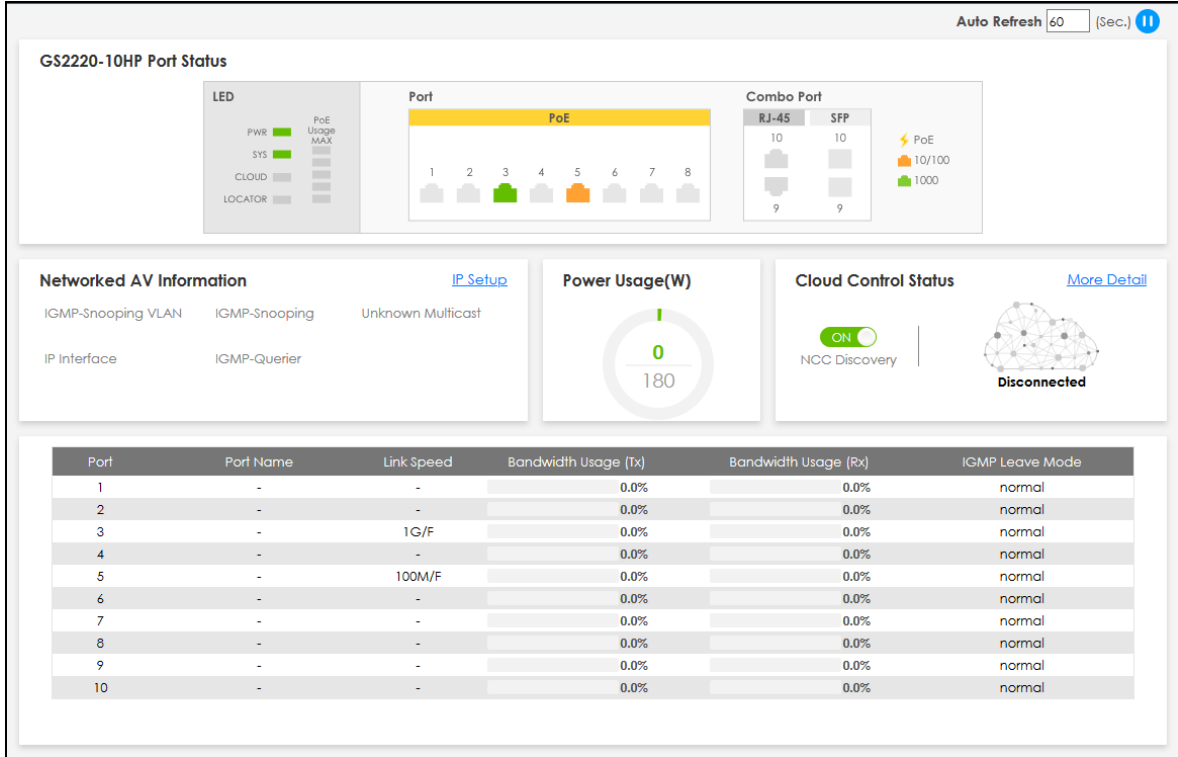 Auto Refresh 60 (Sec.)
GS2220-10HP Port Status
LED Port Combo Port
PoE RJ-45 SFP
PoE Usage MAX
PWR
SYS
CLOUD
LOCATOR
1 2 3 4 5 6 7 8
10 10
9 9
PoE
10/100
1000
Networked AV Information IP Setup
IGMP-Snooping VLAN IGMP-Snooping Unknown Multicast
IP Interface IGMP-Querier
Power Usage(W)
0
180
Cloud Control Status More Detail
ON
NCC Discovery
Disconnected
Port Port Name Link Speed Bandwidth Usage (Tx) Bandwidth Usage (Rx) IGMP Leave Mode
1 - - 0.0% 0.0% normal
2 - - 0.0% 0.0% normal
3 - 1G/F 0.0% 0.0% normal
4 - - 0.0% 0.0% normal
5 - 100M/F 0.0% 0.0% normal
6 - - 0.0% 0.0% normal
7 - - 0.0% 0.0% normal
8 - - 0.0% 0.0% normal
9 - - 0.0% 0.0% normal
10 - - 0.0% 0.0% normal